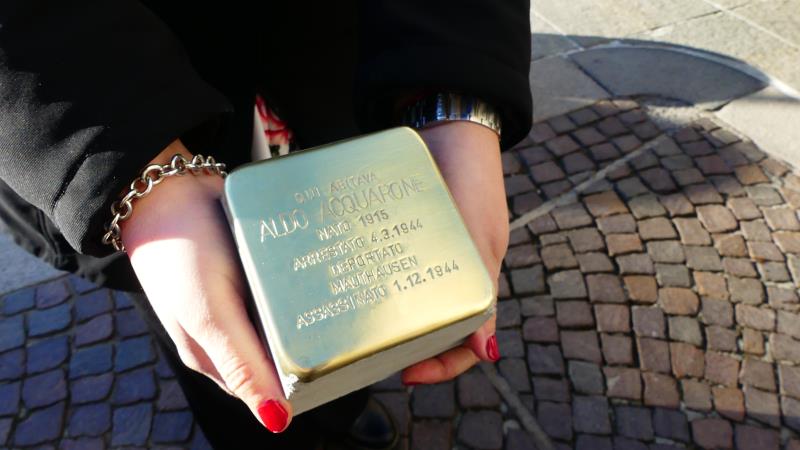 QUI ABITAVA
ALDO ACQUARONE
NATO 1915
ARRESTATO 4.3.1944
DEPORTATO
MAUTHAUSEN
ASSASSINATO 1.12.1944